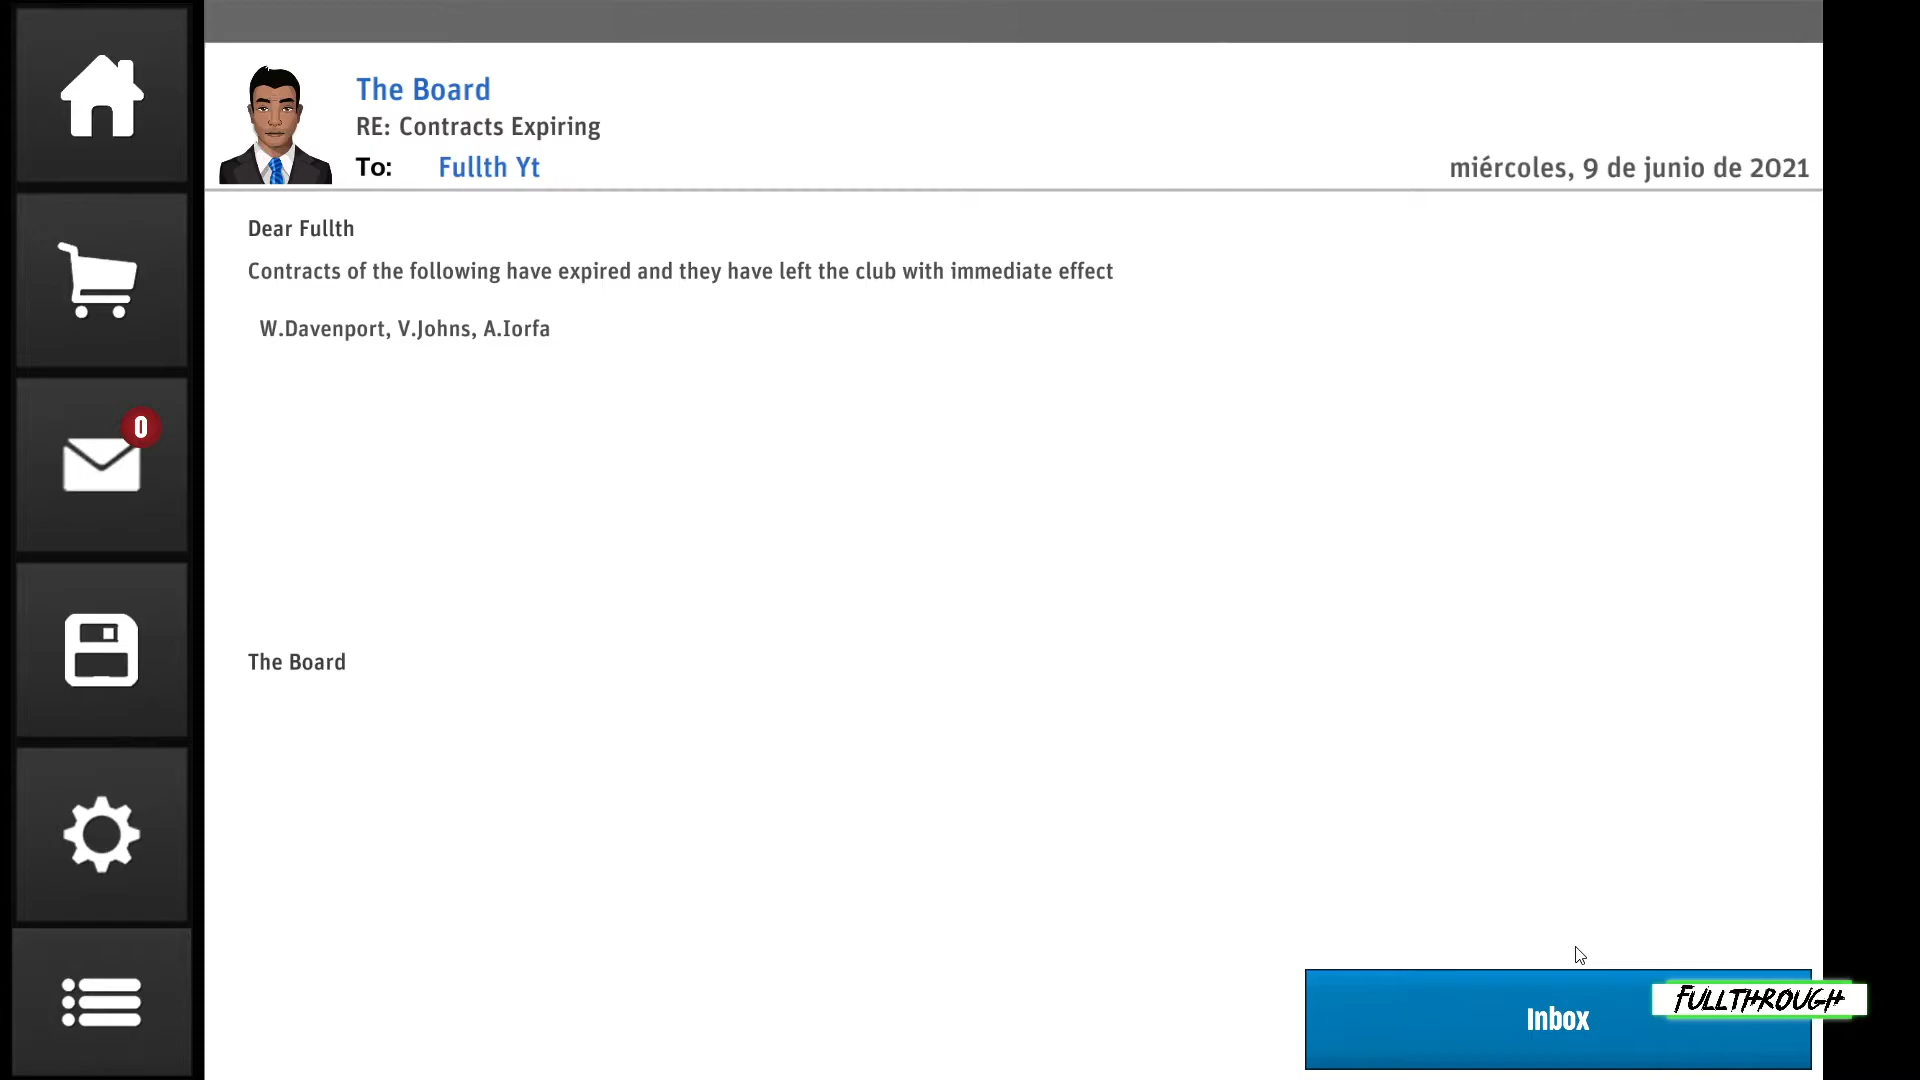 The Board
RE: Contracts Expiring
To: Fullth Yt
miércoles, 9 de junio de 2021
Dear Fullth
Contracts of the following have expired and they have left the club with immediate effect
W.Davenport, V.Johns, A.Iorfa
0
The Board
Inbox
FULLTHROUGH